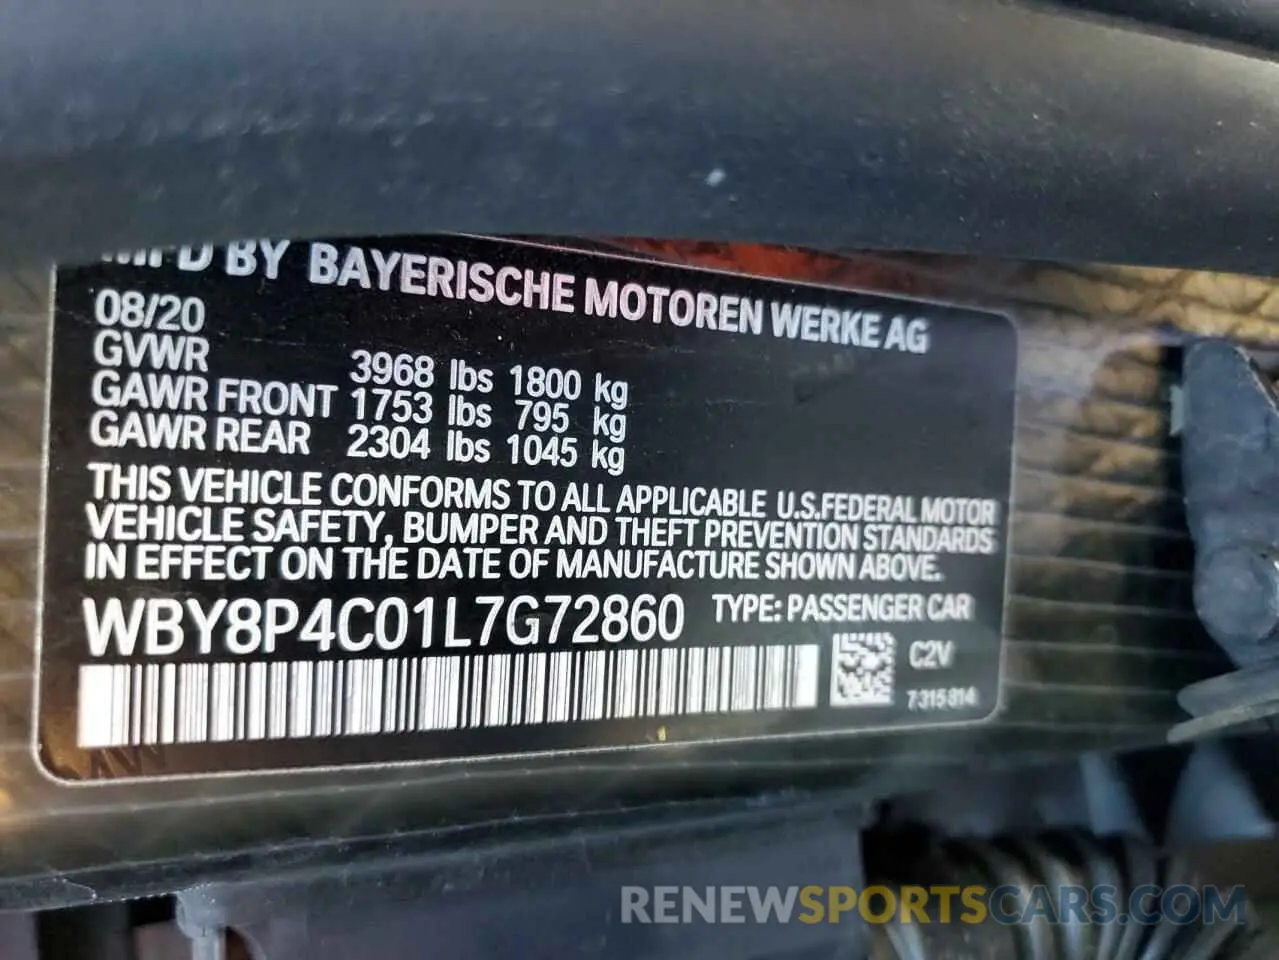 MFD BY BAYERISCHE MOTOREN WERKE AG
08/20
GVWR 3968 lbs 1800 kg
GAWR FRONT 1753 lbs 795 kg
GAWR REAR 2304 lbs 1045 kg
THIS VEHICLE CONFORMS TO ALL APPLICABLE U.S.FEDERAL MOTOR
VEHICLE SAFETY, BUMPER AND THEFT PREVENTION STANDARDS
IN EFFECT ON THE DATE OF MANUFACTURE SHOWN ABOVE.
WBY8P4C01L7G72860 TYPE: PASSENGER CAR
C2V
7315814
RENEWSPORTSCARS.COM